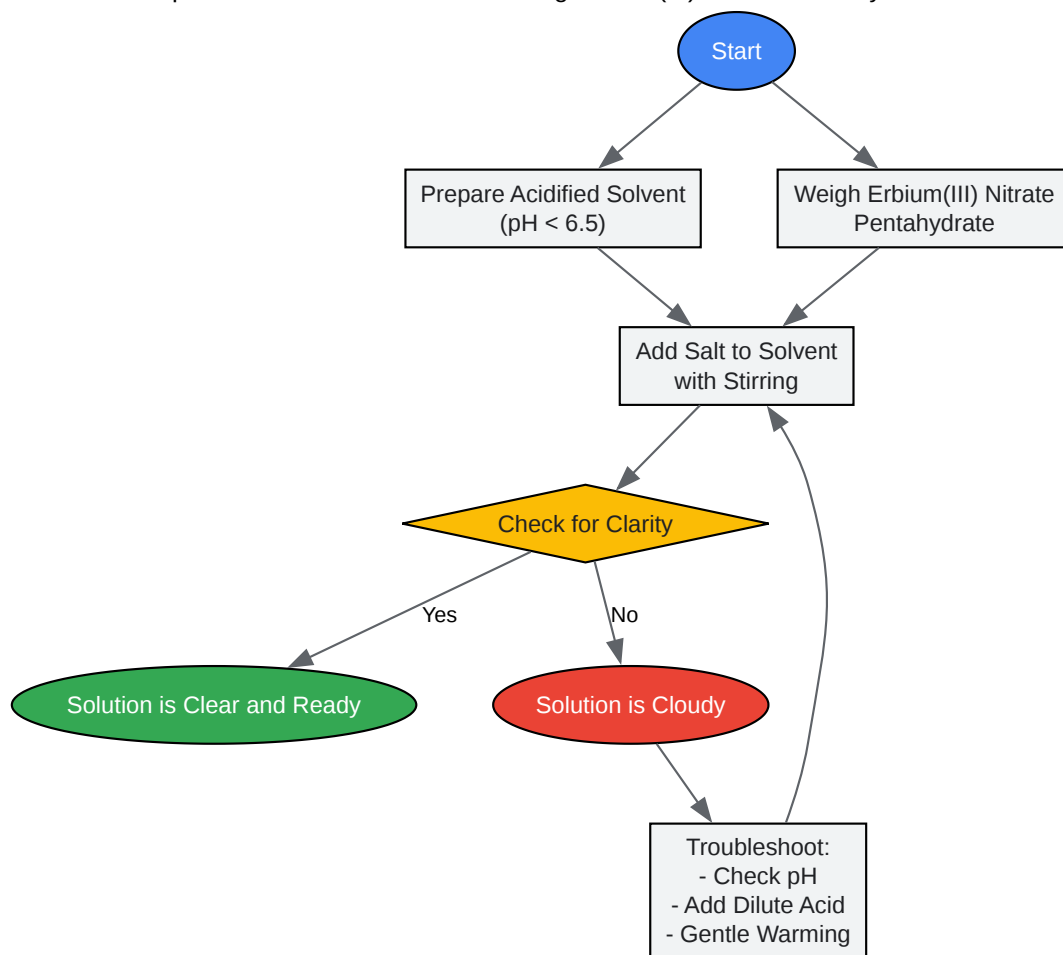 Start
Prepare Acidified Solvent
(pH < 6.5)
Weigh Erbium(III) Nitrate
Pentahydrate
Add Salt to Solvent
with Stirring
Check for Clarity
Yes
No
Solution is Clear and Ready
Solution is Cloudy
Troubleshoot:
- Check pH
- Add Dilute Acid
- Gentle Warming